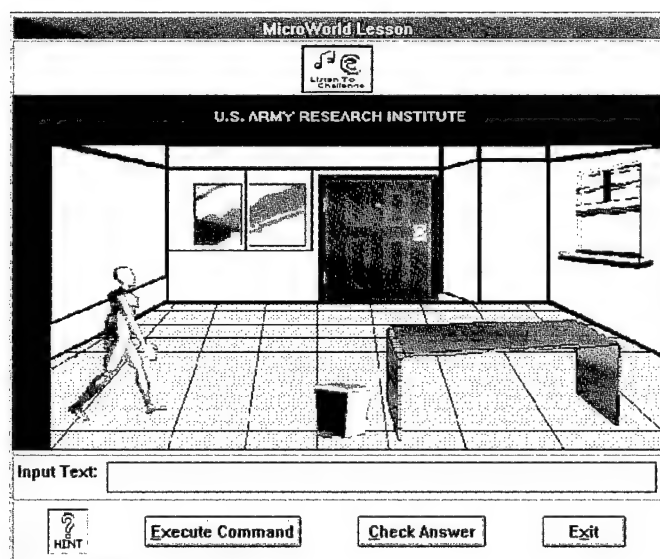 MicroWorld Lesson
Listen To
Challenge
U.S. ARMY RESEARCH INSTITUTE
Input Text:
HINT
Execute Command
Check Answer
Exit